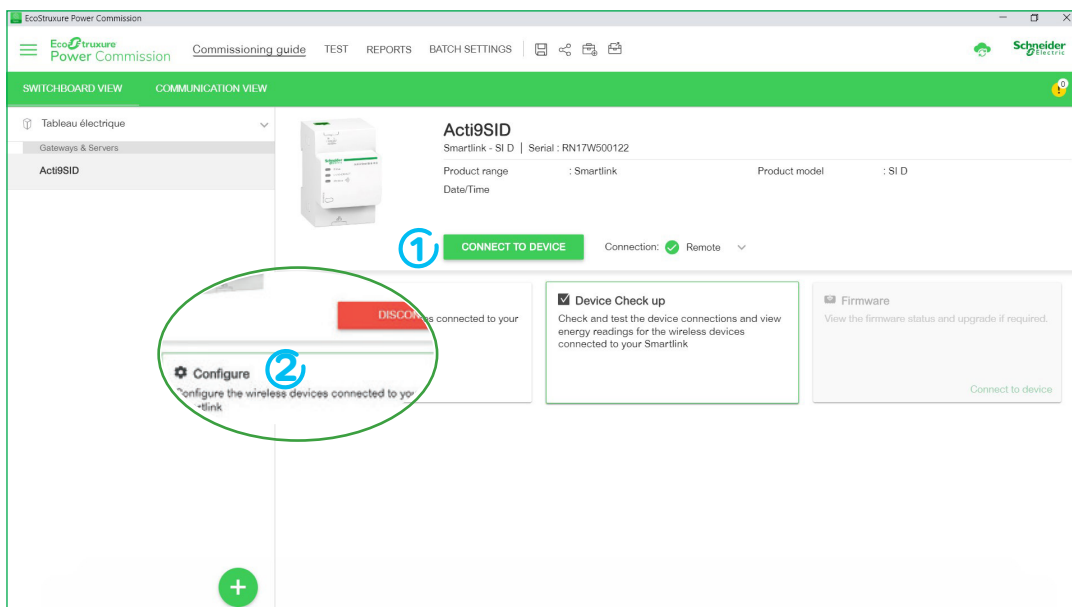 EcoStruxure Power Commission
EcoStruxure
Power Commission
Commissioning guide TEST REPORTS BATCH SETTINGS
Schneider
Electric
SWITCHBOARD VIEW COMMUNICATION VIEW
0
Tableau électrique
Gateways & Servers
Acti9SID
Acti9SID
Smartlink - SI D | Serial : RN17W500122
Product range : Smartlink Product model : SI D
Date/Time
1 CONNECT TO DEVICE Connection: Remote
DISCON
es connected to your
2
Configure
Configure the wireless devices connected to you
rtlink
Device Check up
Check and test the device connections and view
energy readings for the wireless devices
connected to your Smartlink
Firmware
View the firmware status and upgrade if required.
Connect to device